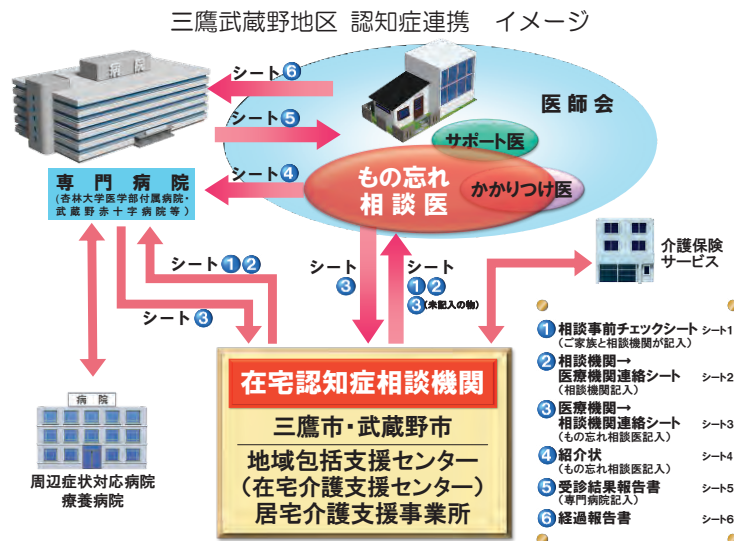 三鷹武蔵野地区 認知症連携 イメージ
病院
シート⑥
シート⑤
医師会
サポート医
もの忘れ
相談医
かかりつけ医
シート④
専門病院
(杏林大学医学部付属病院・
武蔵野赤十字病院等)
シート①②
シート③
シート
③
シート
①②
③(未記入の物)
介護保険
サービス
病院
周辺症状対応病院
療養病院
在宅認知症相談機関
三鷹市・武蔵野市
地域包括支援センター
(在宅介護支援センター)
居宅介護支援事業所
①相談事前チェックシート シート1
(ご家族と相談機関が記入)
②相談機関→
医療機関連絡シート シート2
(相談機関記入)
③医療機関→
相談機関連絡シート シート3
(もの忘れ相談医記入)
④紹介状 シート4
(もの忘れ相談医記入)
⑤受診結果報告書 シート5
(専門病院記入)
⑥経過報告書 シート6